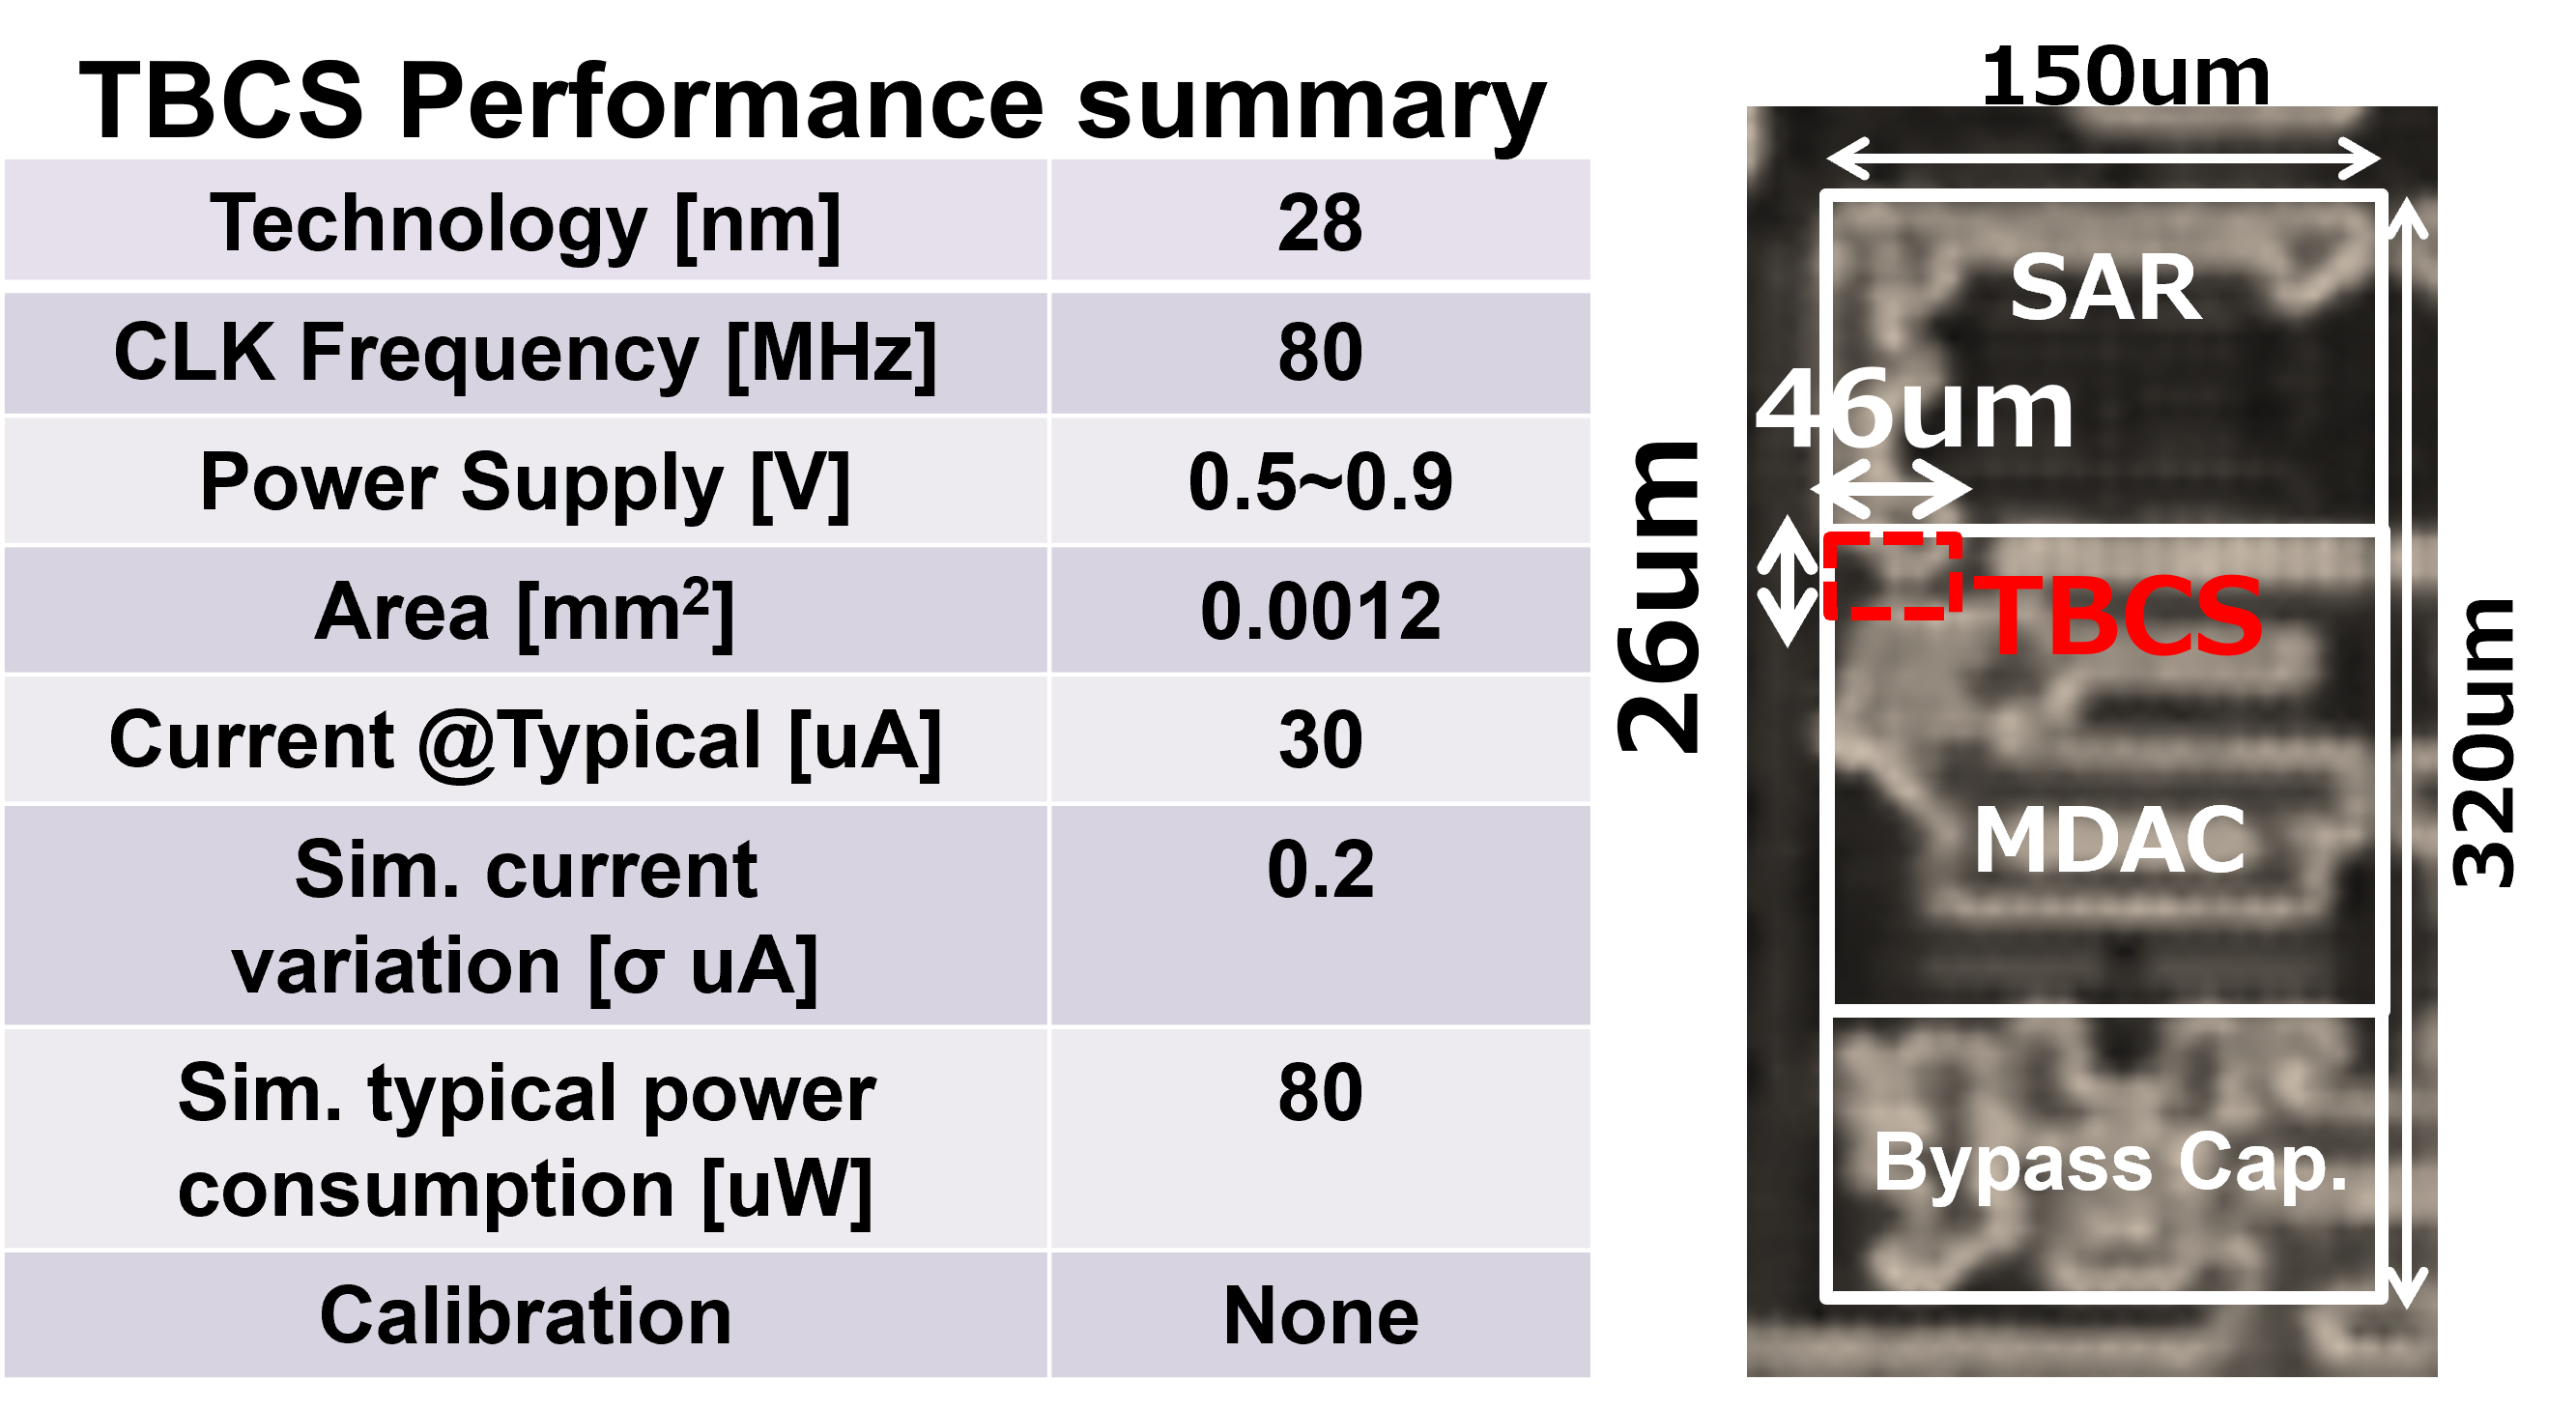 TBCS Performance summary
Technology [nm] 28
CLK Frequency [MHz] 80
Power Supply [V] 0.5~0.9
Area [mm²] 0.0012
Current @Typical [uA] 30
Sim. current 0.2
variation [σ uA]
Sim. typical power 80
consumption [uW]
Calibration None
150um
SAR
46um
26um
TBCS
320um
MDAC
Bypass Cap.